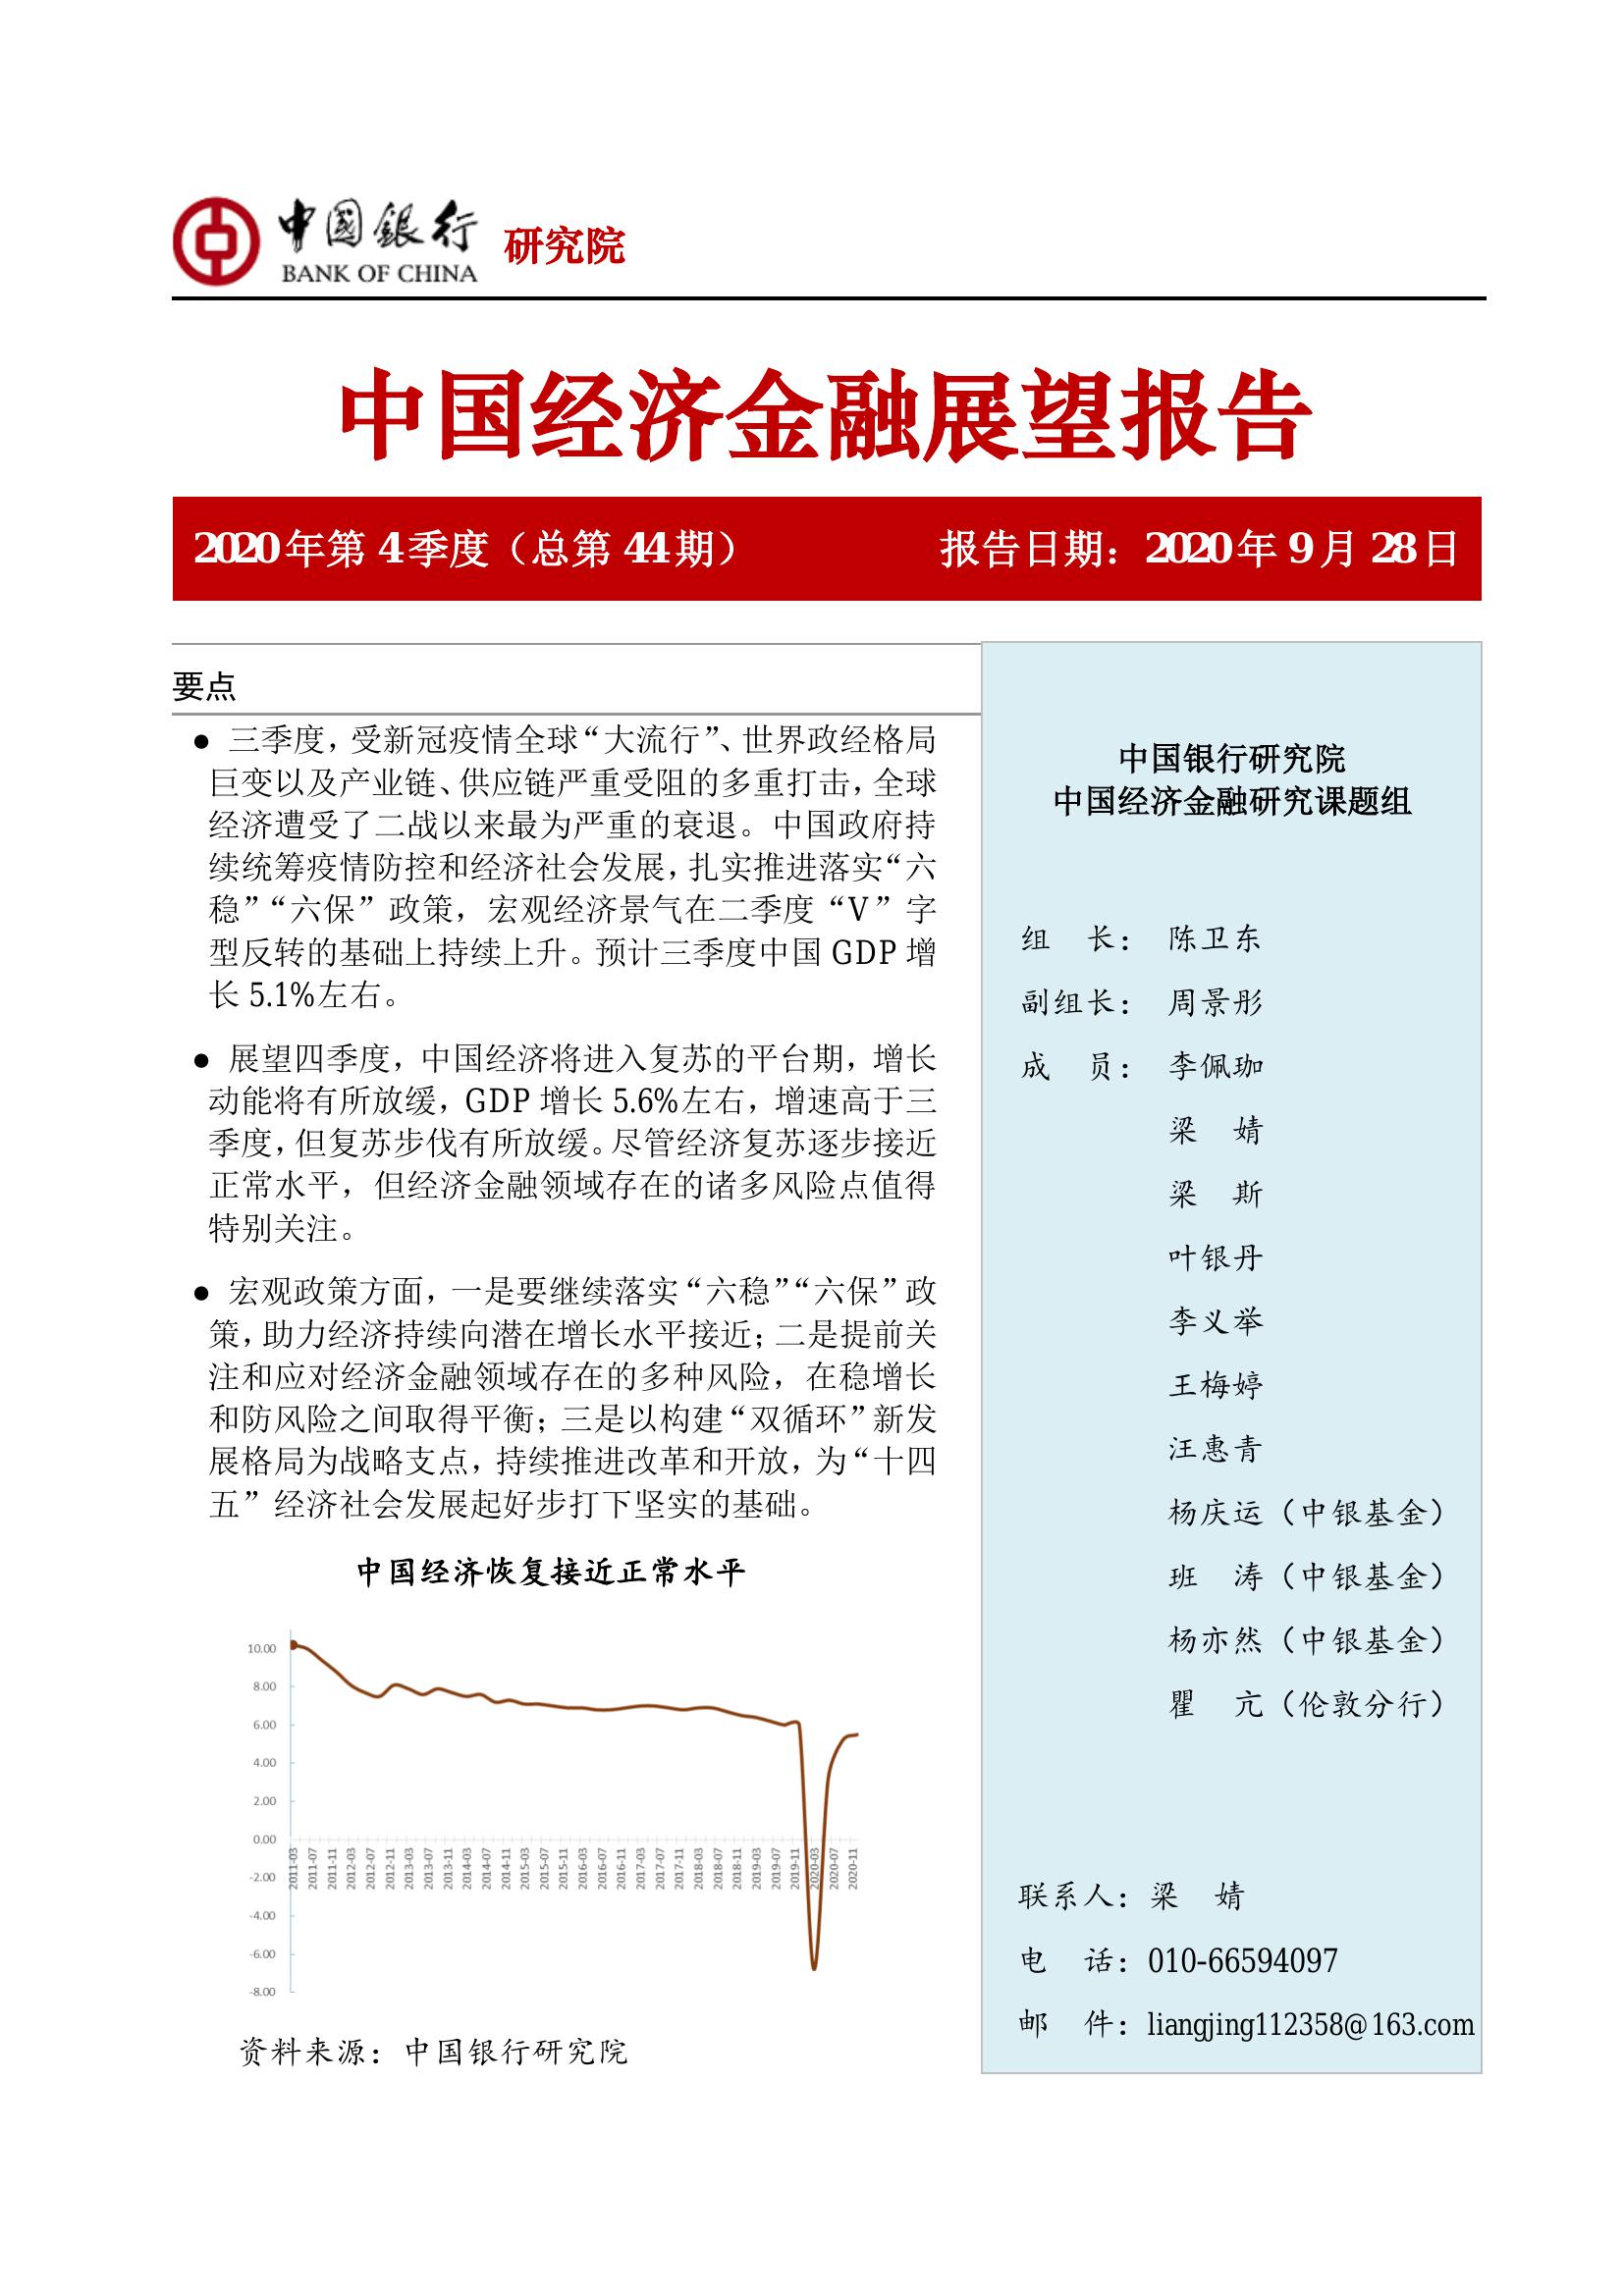 中國銀行 研究院
BANK OF CHINA
中国经济金融展望报告
2020年第4季度（总第44期） 报告日期：2020年9月28日
要点
● 三季度，受新冠疫情全球“大流行”、世界政经格局
巨变以及产业链、供应链严重受阻的多重打击，全球
经济遭受了二战以来最为严重的衰退。中国政府持
续统筹疫情防控和经济社会发展，扎实推进落实“六
稳”“六保”政策，宏观经济景气在二季度“V”字
型反转的基础上持续上升。预计三季度中国 GDP 增
长 5.1%左右。
● 展望四季度，中国经济将进入复苏的平台期，增长
动能将有所放缓，GDP 增长 5.6%左右，增速高于三
季度，但复苏步伐有所放缓。尽管经济复苏逐步接近
正常水平，但经济金融领域存在的诸多风险点值得
特别关注。
● 宏观政策方面，一是要继续落实“六稳”“六保”政
策，助力经济持续向潜在增长水平接近；二是提前关
注和应对经济金融领域存在的多种风险，在稳增长
和防风险之间取得平衡；三是以构建“双循环”新发
展格局为战略支点，持续推进改革和开放，为“十四
五”经济社会发展起好步打下坚实的基础。
中国经济恢复接近正常水平
10.00
8.00
6.00
4.00
2.00
0.00
-2.00
-4.00
-6.00
-8.00
2011-03
2011-07
2011-11
2012-03
2012-07
2012-11
2013-03
2013-07
2013-11
2014-03
2014-07
2014-11
2015-03
2015-07
2015-11
2016-03
2016-07
2016-11
2017-03
2017-07
2017-11
2018-03
2018-07
2018-11
2019-03
2019-07
2019-11
2020-03
2020-07
2020-11
资料来源：中国银行研究院
中国银行研究院
中国经济金融研究课题组
组 长： 陈卫东
副组长： 周景彤
成 员： 李佩珈
梁 婧
梁 斯
叶银丹
李义举
王梅婷
汪惠青
杨庆运（中银基金）
班 涛（中银基金）
杨亦然（中银基金）
瞿 亢（伦敦分行）
联系人：梁 婧
电 话：010-66594097
邮 件：liangjing112358@163.com